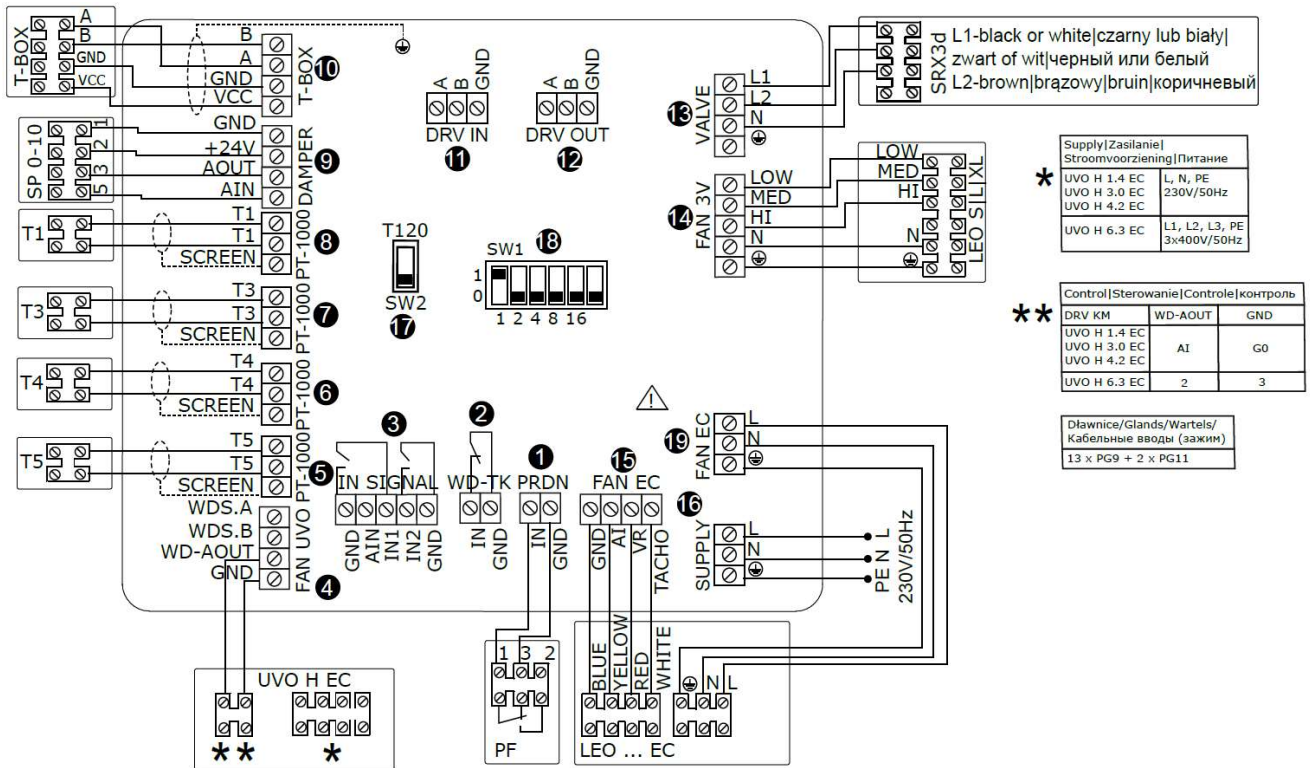 T-BOX
A
B
GND
VCC
B
A
GND
VCC
T-BOX
10
SP 0-10
1
2
3
5
GND
+24V
AOUT
AIN
DAMPER
9
T1
T1
T1
SCREEN
PT-1000
8
T3
T3
T3
SCREEN
PT-1000
7
T4
T4
T4
SCREEN
PT-1000
6
T5
T5
T5
SCREEN
PT-1000
5
WDS.A
WDS.B
WD-AOUT
GND
FAN UVO
4
A
B
GND
DRV IN
11
A
B
GND
DRV OUT
12
T120
SW2
17
SW1
18
1
0
1 2 4 8 16
3
IN SIGNAL
GND
AIN
IN1
IN2
GND
2
WD-TK
IN
GND
1
PRDN
IN
GND
15
FAN EC
GND
AI
VR
TACHO
13
VALVE
L1
L2
N
14
FAN 3V
LOW
MED
HI
N
LOW
MED
HI
N
LEO S|L|XL
19
FAN EC
L
N
16
SUPPLY
L
N
L
N
PE
230V/50Hz
SRX3d
L1-black or white|czarny lub biały|
zwart of wit|черный или белый
L2-brown|brązowy|bruin|коричневый
*
Supply|Zasilanie|
Stroomvoorziening|Питание
UVO H 1.4 EC
UVO H 3.0 EC
UVO H 4.2 EC
L, N, PE
230V/50Hz
UVO H 6.3 EC
L1, L2, L3, PE
3x400V/50Hz
**
Control|Sterowanie|Controle|контроль
DRV KM WD-AOUT GND
UVO H 1.4 EC
UVO H 3.0 EC
UVO H 4.2 EC
AI G0
UVO H 6.3 EC 2 3
Dławnice/Glands/Wartels/
Кабельные вводы (зажим)
13 x PG9 + 2 x PG11
UVO H EC
** *
1 3 2
PF
BLUE
YELLOW
RED
WHITE
N L
LEO ... EC